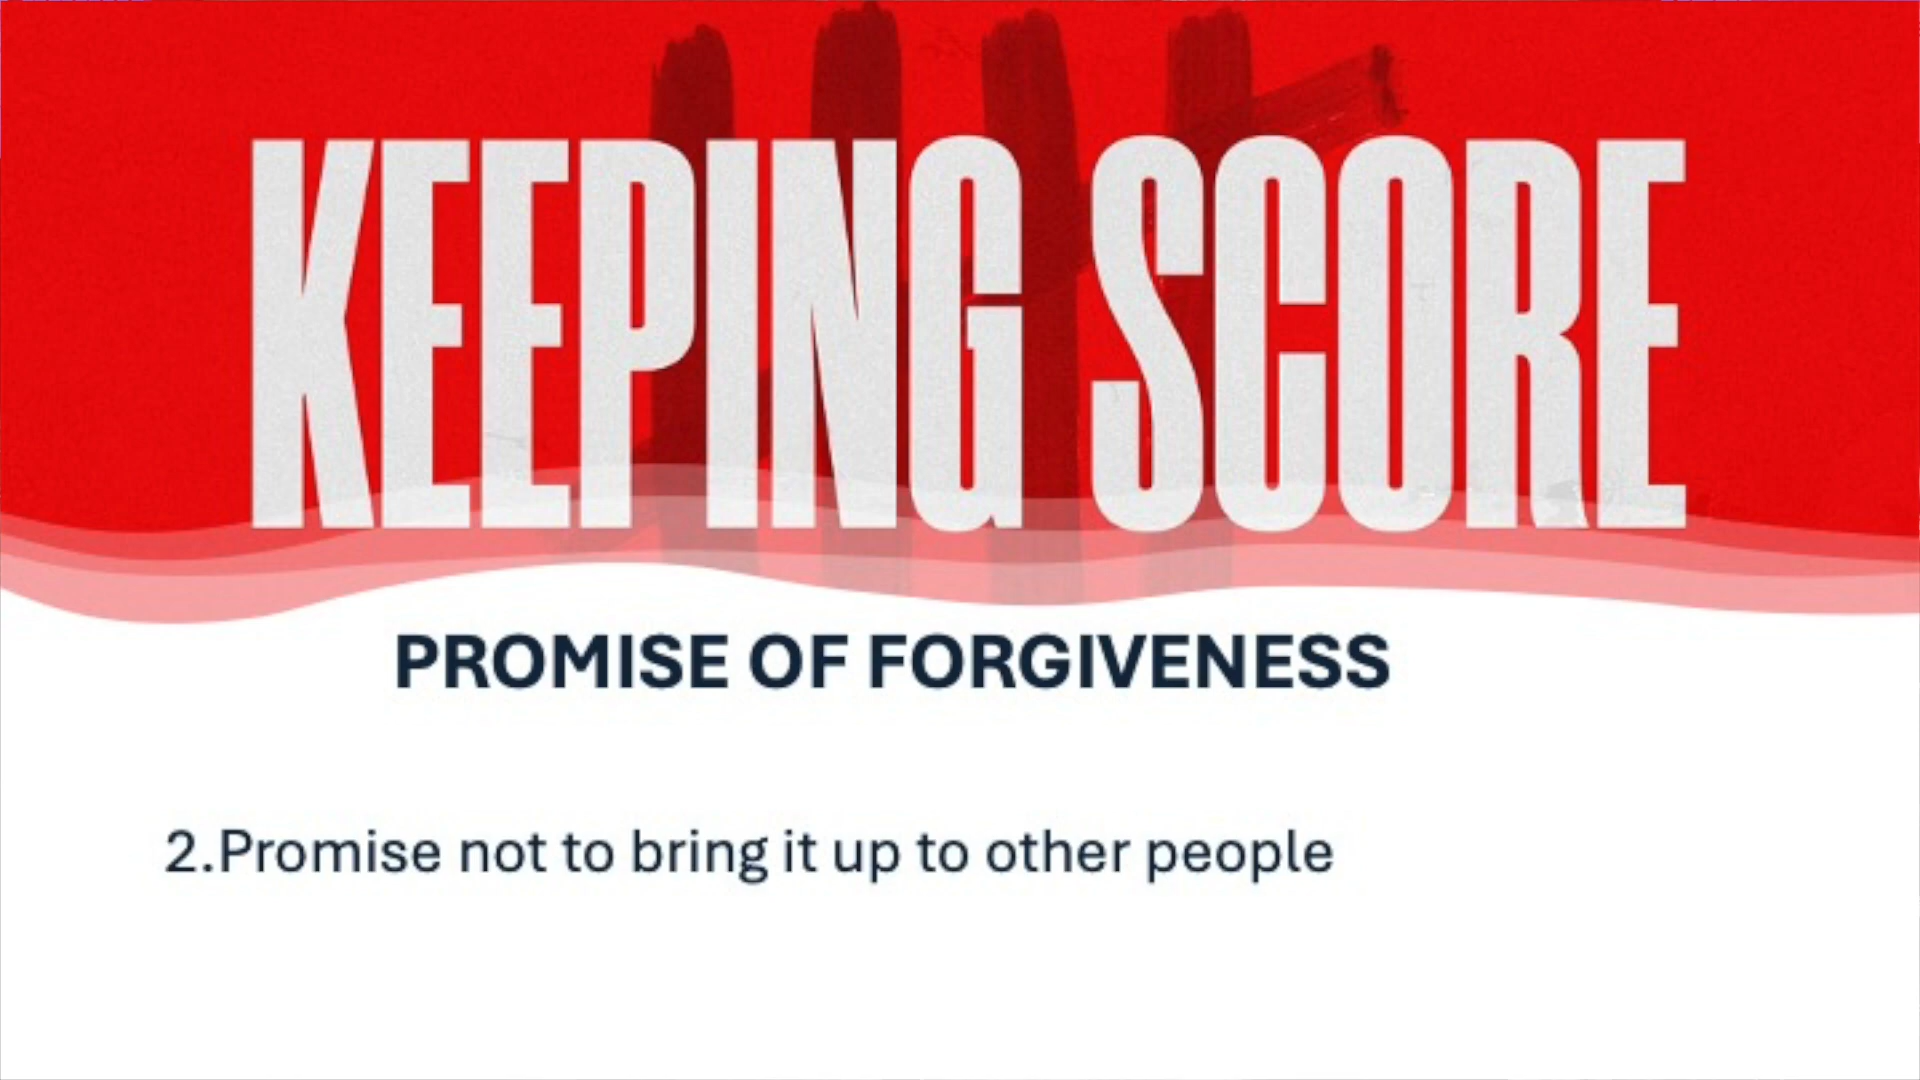 KEEPING SCORE
PROMISE OF FORGIVENESS
2.Promise not to bring it up to other people